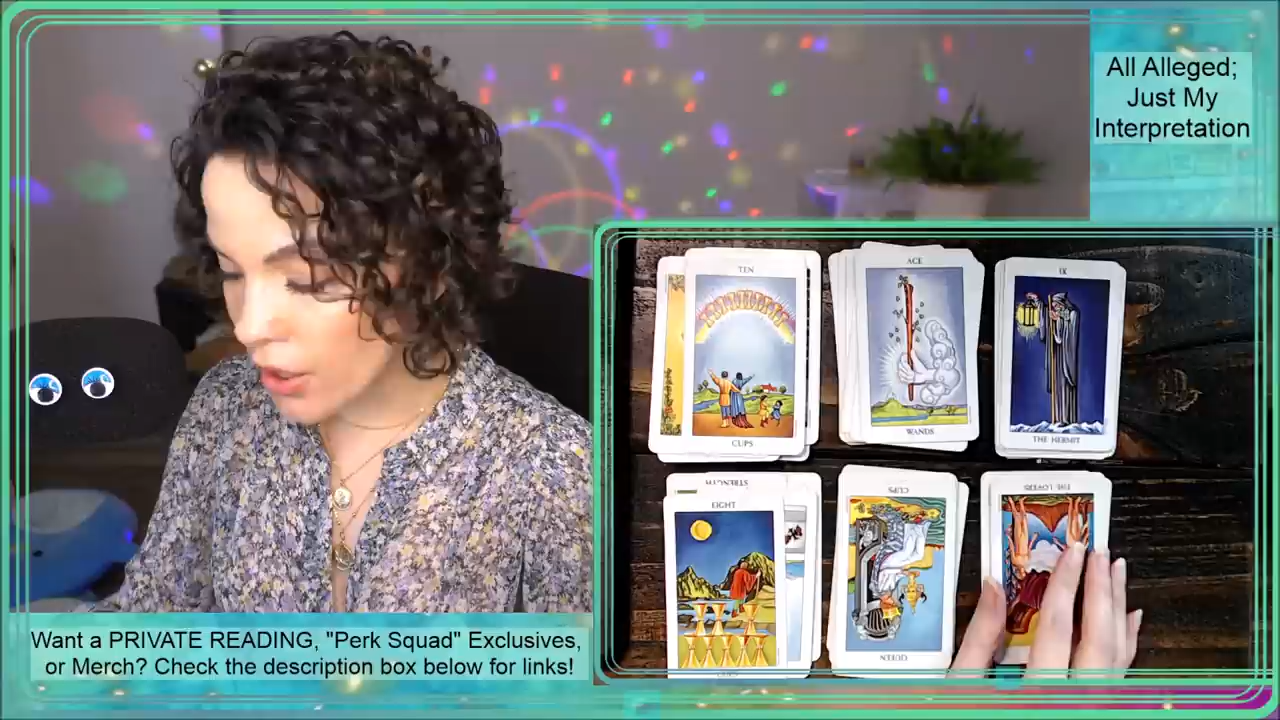 All Alleged;
Just My
Interpretation
TEN
CUPS
ACE
WANDS
IX
THE HERMIT
STRENGTH
EIGHT
CUPS
CUPS
QUEEN
THE LOVERS
Want a PRIVATE READING, "Perk Squad" Exclusives,
or Merch? Check the description box below for links!